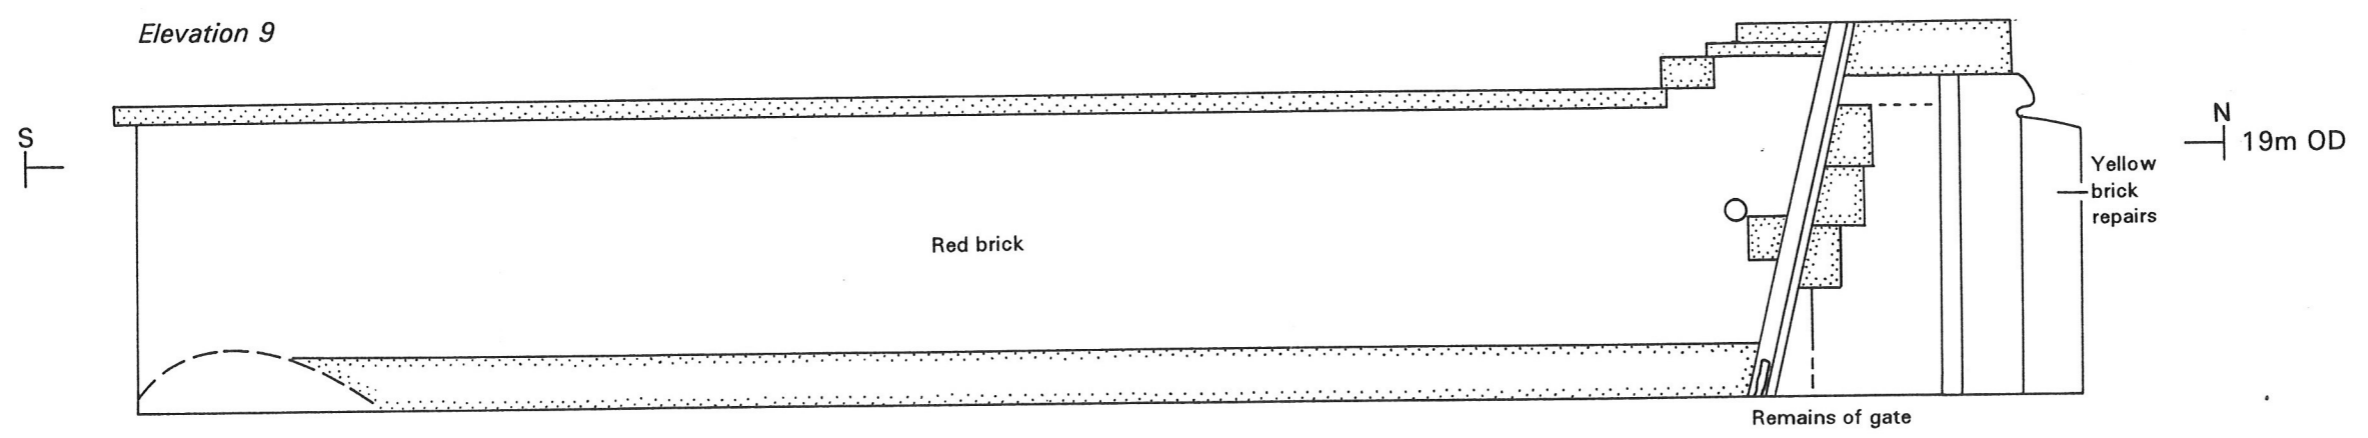 Elevation 9
S
N
19m OD
Yellow
brick
repairs
Red brick
Remains of gate